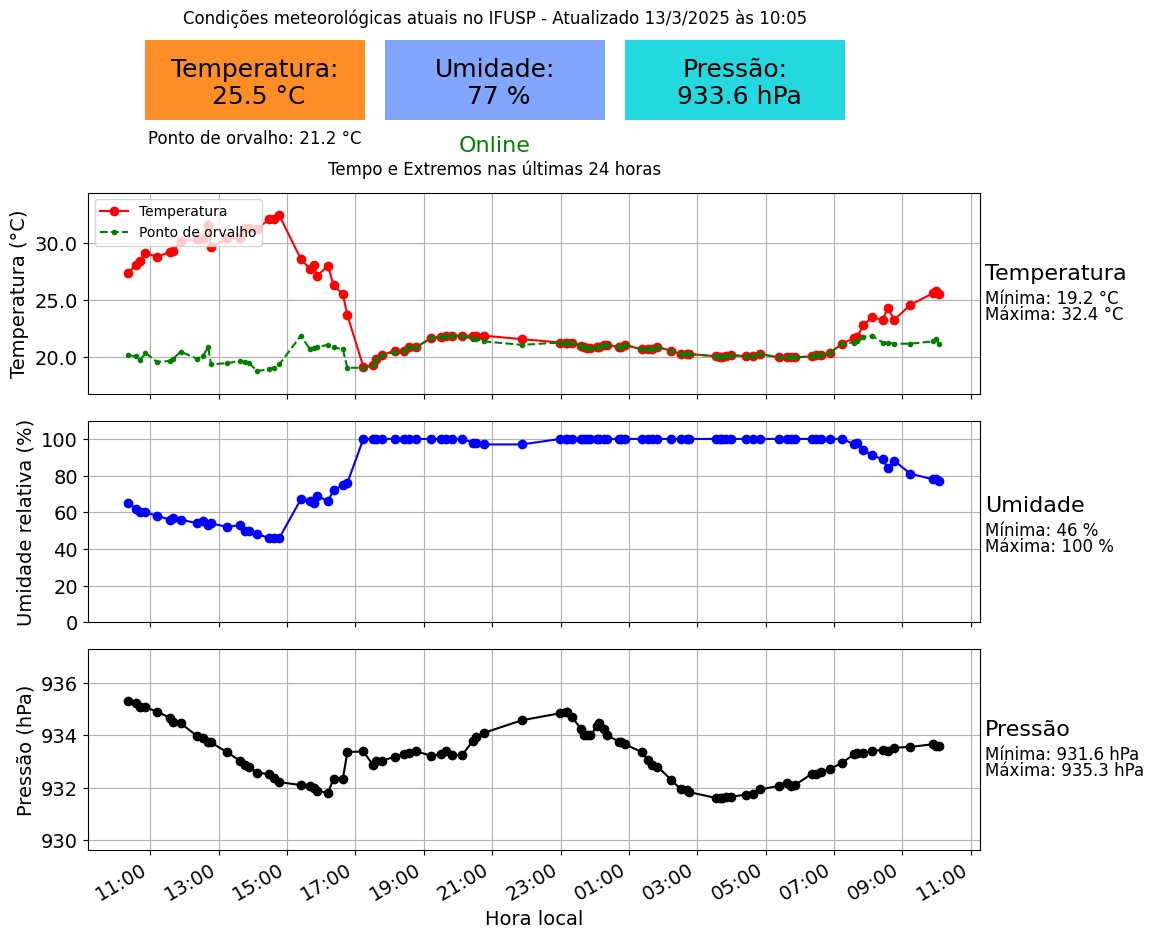 Condições meteorológicas atuais no IFUSP - Atualizado 13/3/2025 às 10:05
Temperatura:
25.5 °C
Umidade:
77 %
Pressão:
933.6 hPa
Ponto de orvalho: 21.2 °C
Online
Tempo e Extremos nas últimas 24 horas
Temperatura (°C)
30.0
25.0
20.0
Temperatura
Ponto de orvalho
Temperatura
Mínima: 19.2 °C
Máxima: 32.4 °C
Umidade relativa (%)
100
80
60
40
20
0
Umidade
Mínima: 46 %
Máxima: 100 %
Pressão (hPa)
936
934
932
930
Pressão
Mínima: 931.6 hPa
Máxima: 935.3 hPa
11:00
13:00
15:00
17:00
19:00
21:00
23:00
01:00
03:00
05:00
07:00
09:00
11:00
Hora local